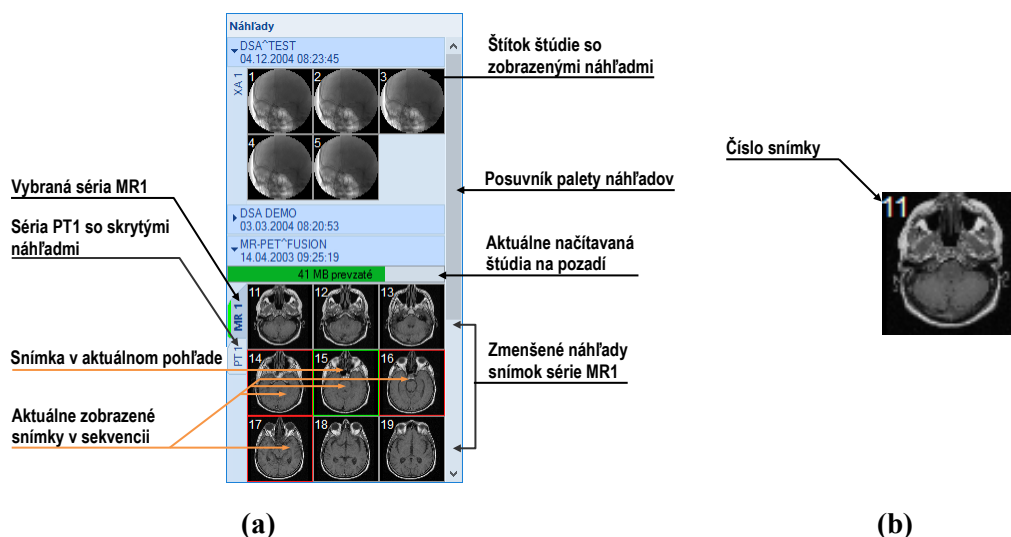 Náhľady
DSA^TEST
04.12.2004 08:23:45
XA 1
1
2
3
4
5
DSA DEMO
03.03.2004 08:20:53
MR-PET^FUSION
14.04.2003 09:25:19
41 MB prevzaté
MR 1
PT 1
11
12
13
14
15
16
17
18
19
Vybraná séria MR1
Séria PT1 so skrytými
náhľadmi
Snímka v aktuálnom pohľade
Aktuálne zobrazené
snímky v sekvencii
Štítok štúdie so
zobrazenými náhľadmi
Posuvník palety náhľadov
Aktuálne načítavaná
štúdia na pozadí
Zmenšené náhľady
snímok série MR1
Číslo snímky
11
(a)
(b)